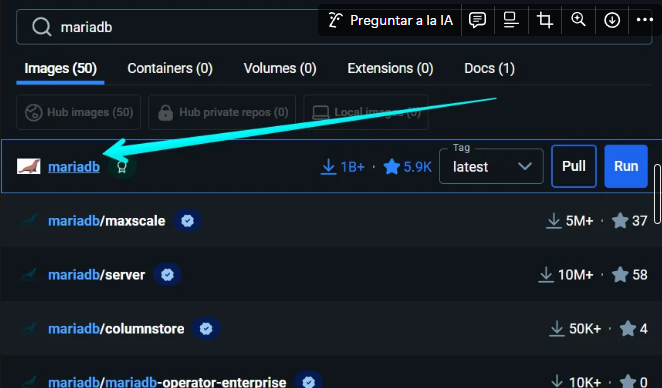 mariadb
Preguntar a la IA
Images (50) Containers (0) Volumes (0) Extensions (0) Docs (1)
Hub images (50) Hub private repos (0) Local images (0)
Tag
mariadb 1B+ · 5.9K latest Pull Run
mariadb/maxscale 5M+ · 37
mariadb/server 10M+ · 58
mariadb/columnstore 50K+ · 4
mariadb/mariadb-operator-enterprise 10K+ · 0